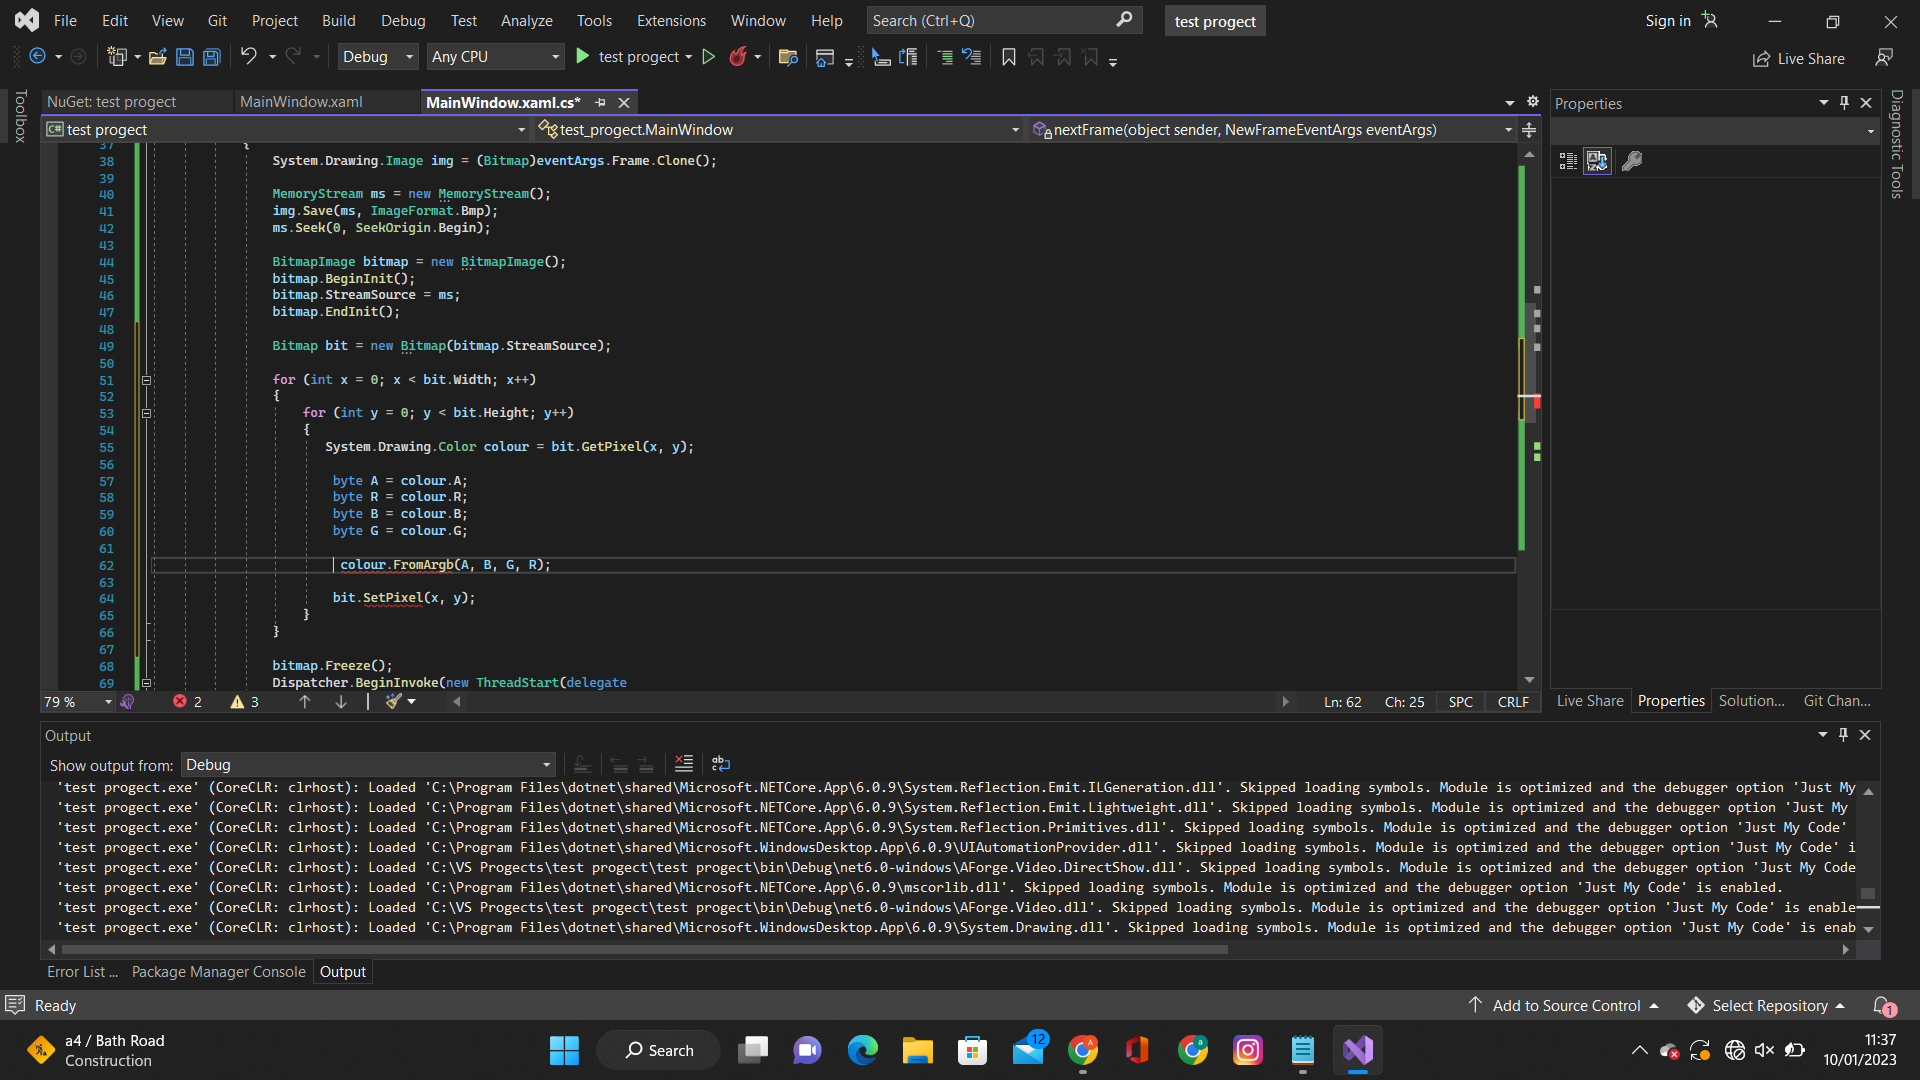 File Edit View Git Project Build Debug Test Analyze Tools Extensions Window Help Search (Ctrl+Q) test progect Sign in
Debug Any CPU test progect Live Share
Toolbox
NuGet: test progect MainWindow.xaml MainWindow.xaml.cs*
test progect test_progect.MainWindow nextFrame(object sender, NewFrameEventArgs eventArgs)
37 {
38 System.Drawing.Image img = (Bitmap)eventArgs.Frame.Clone();
39
40 MemoryStream ms = new MemoryStream();
41 img.Save(ms, ImageFormat.Bmp);
42 ms.Seek(0, SeekOrigin.Begin);
43
44 BitmapImage bitmap = new BitmapImage();
45 bitmap.BeginInit();
46 bitmap.StreamSource = ms;
47 bitmap.EndInit();
48
49 Bitmap bit = new Bitmap(bitmap.StreamSource);
50
51 for (int x = 0; x < bit.Width; x++)
52 {
53 for (int y = 0; y < bit.Height; y++)
54 {
55 System.Drawing.Color colour = bit.GetPixel(x, y);
56
57 byte A = colour.A;
58 byte R = colour.R;
59 byte B = colour.B;
60 byte G = colour.G;
61
62 colour.FromArgb(A, B, G, R);
63
64 bit.SetPixel(x, y);
65 }
66 }
67
68 bitmap.Freeze();
69 Dispatcher.BeginInvoke(new ThreadStart(delegate
79 % 2 3 Ln: 62 Ch: 25 SPC CRLF
Properties
Diagnostic Tools
Live Share Properties Solution... Git Chan...
Output
Show output from: Debug
'test progect.exe' (CoreCLR: clrhost): Loaded 'C:\Program Files\dotnet\shared\Microsoft.NETCore.App\6.0.9\System.Reflection.Emit.ILGeneration.dll'. Skipped loading symbols. Module is optimized and the debugger option 'Just My
'test progect.exe' (CoreCLR: clrhost): Loaded 'C:\Program Files\dotnet\shared\Microsoft.NETCore.App\6.0.9\System.Reflection.Emit.Lightweight.dll'. Skipped loading symbols. Module is optimized and the debugger option 'Just My
'test progect.exe' (CoreCLR: clrhost): Loaded 'C:\Program Files\dotnet\shared\Microsoft.NETCore.App\6.0.9\System.Reflection.Primitives.dll'. Skipped loading symbols. Module is optimized and the debugger option 'Just My Code'
'test progect.exe' (CoreCLR: clrhost): Loaded 'C:\Program Files\dotnet\shared\Microsoft.WindowsDesktop.App\6.0.9\UIAutomationProvider.dll'. Skipped loading symbols. Module is optimized and the debugger option 'Just My Code' i
'test progect.exe' (CoreCLR: clrhost): Loaded 'C:\VS Progects\test progect\test progect\bin\Debug\net6.0-windows\AForge.Video.DirectShow.dll'. Skipped loading symbols. Module is optimized and the debugger option 'Just My Code
'test progect.exe' (CoreCLR: clrhost): Loaded 'C:\Program Files\dotnet\shared\Microsoft.NETCore.App\6.0.9\mscorlib.dll'. Skipped loading symbols. Module is optimized and the debugger option 'Just My Code' is enabled.
'test progect.exe' (CoreCLR: clrhost): Loaded 'C:\VS Progects\test progect\test progect\bin\Debug\net6.0-windows\AForge.Video.dll'. Skipped loading symbols. Module is optimized and the debugger option 'Just My Code' is enable
'test progect.exe' (CoreCLR: clrhost): Loaded 'C:\Program Files\dotnet\shared\Microsoft.WindowsDesktop.App\6.0.9\System.Drawing.dll'. Skipped loading symbols. Module is optimized and the debugger option 'Just My Code' is enab
Error List ... Package Manager Console Output
Ready Add to Source Control Select Repository 1
a4 / Bath Road
Construction
Search
12
11:37
10/01/2023